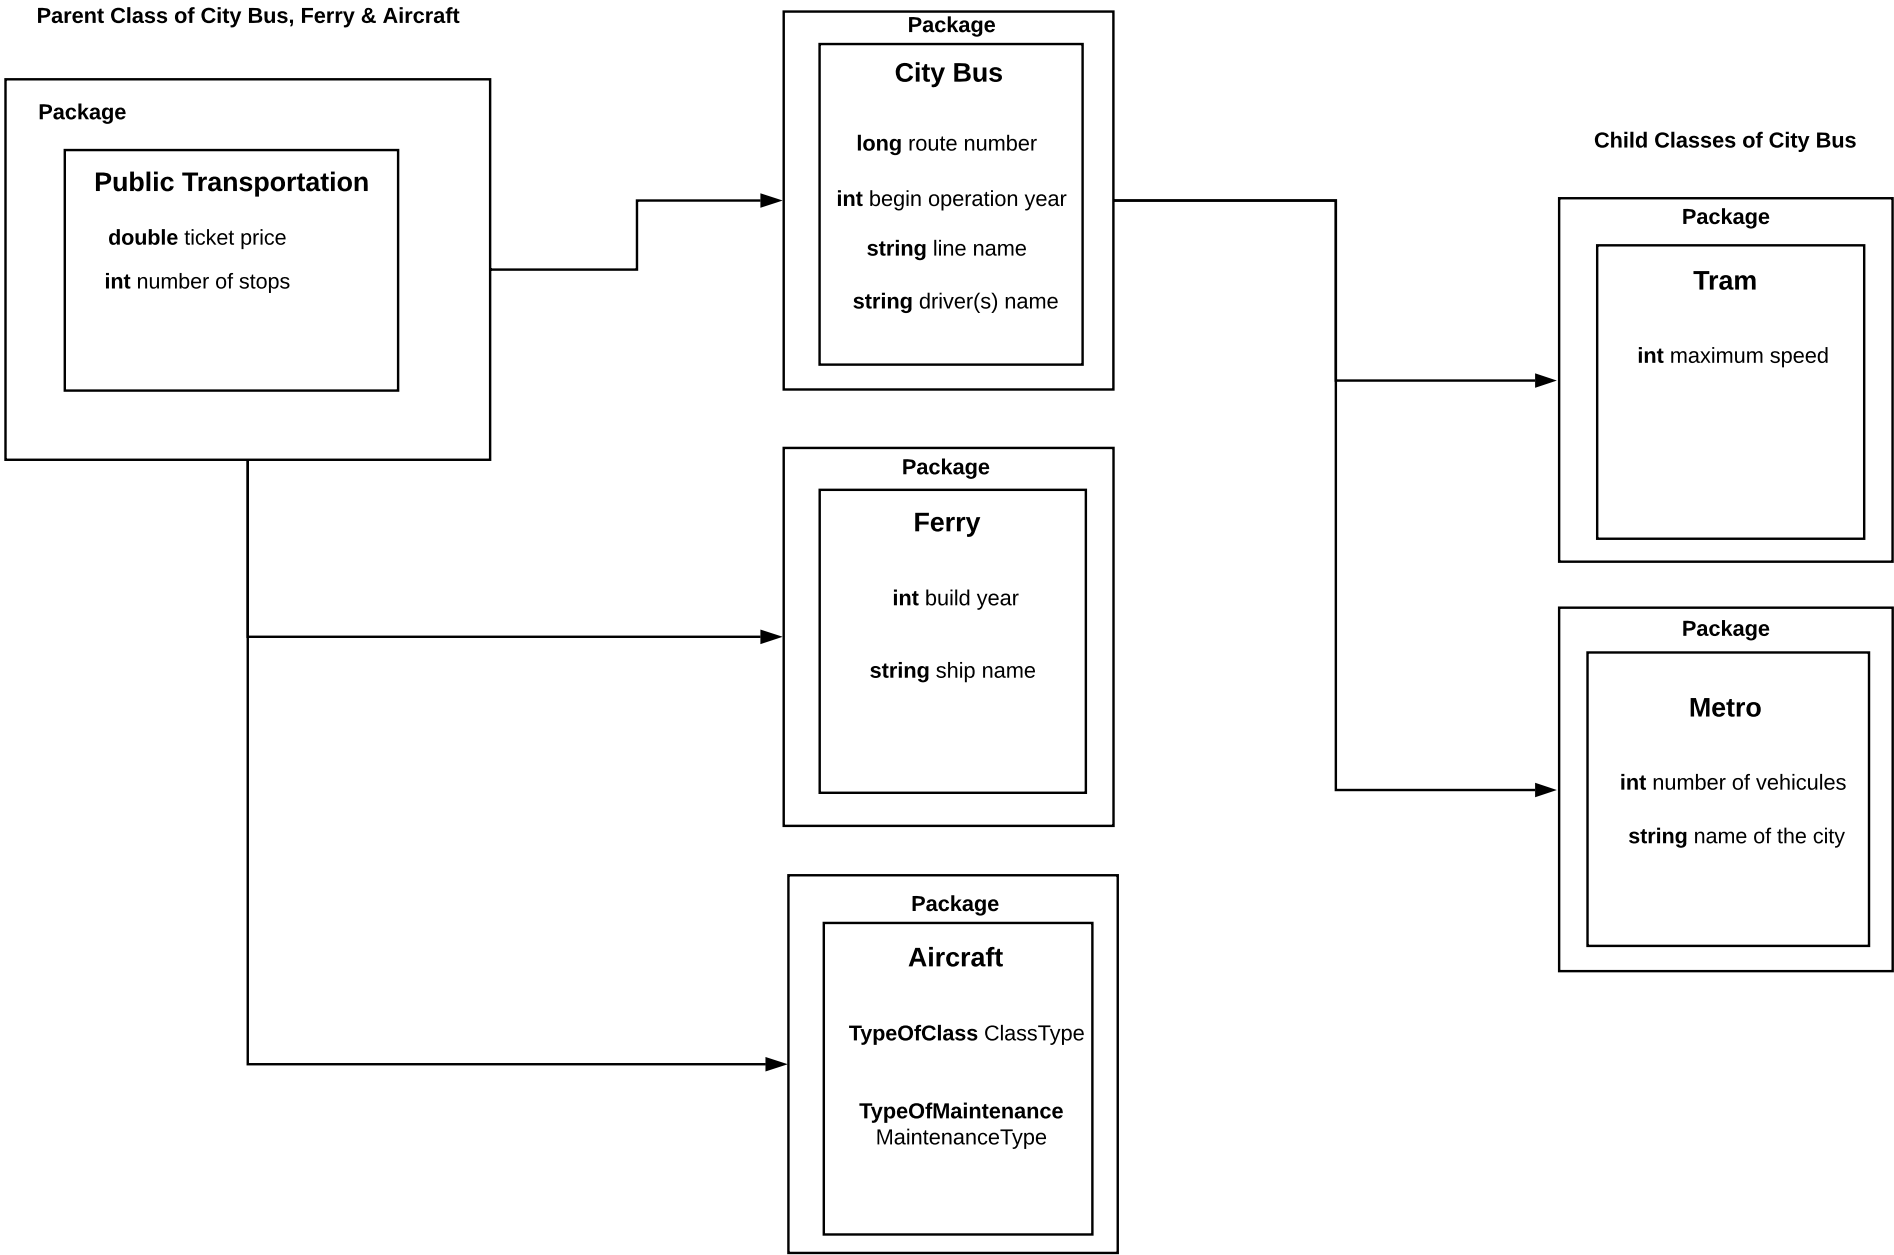 Parent Class of City Bus, Ferry & Aircraft
Package
Public Transportation
double ticket price
int number of stops
Package
City Bus
long route number
int begin operation year
string line name
string driver(s) name
Package
Ferry
int build year
string ship name
Package
Aircraft
TypeOfClass ClassType
TypeOfMaintenance
MaintenanceType
Child Classes of City Bus
Package
Tram
int maximum speed
Package
Metro
int number of vehicules
string name of the city